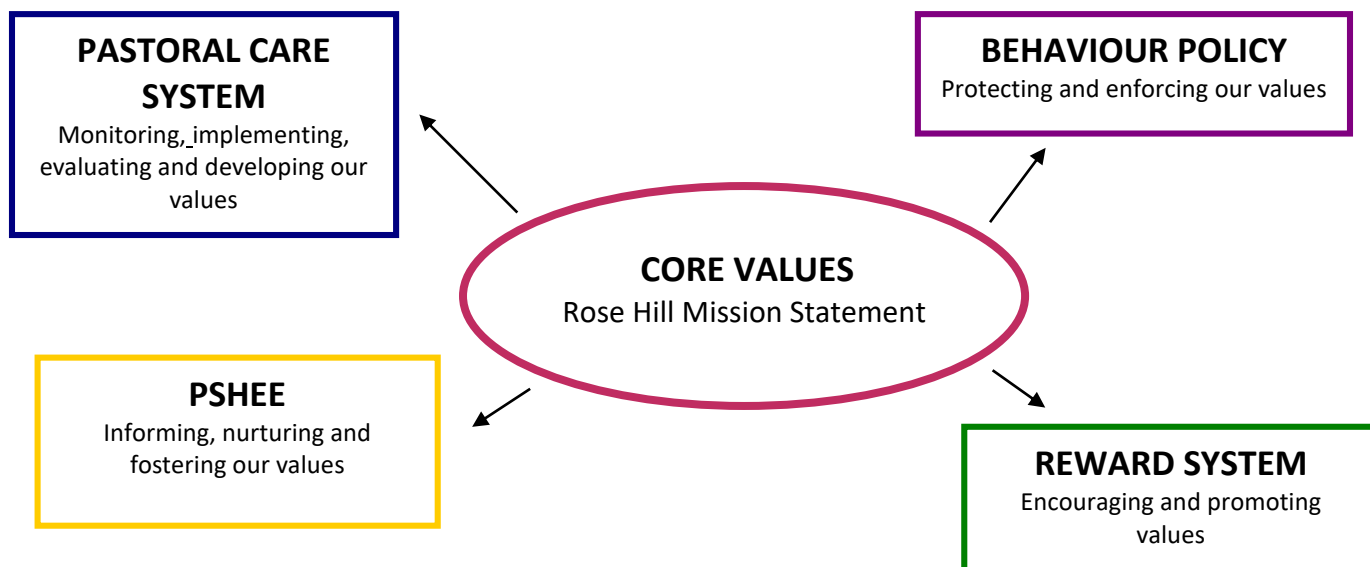 PASTORAL CARE
SYSTEM
Monitoring, implementing,
evaluating and developing our
values
BEHAVIOUR POLICY
Protecting and enforcing our values
CORE VALUES
Rose Hill Mission Statement
PSHEE
Informing, nurturing and
fostering our values
REWARD SYSTEM
Encouraging and promoting
values